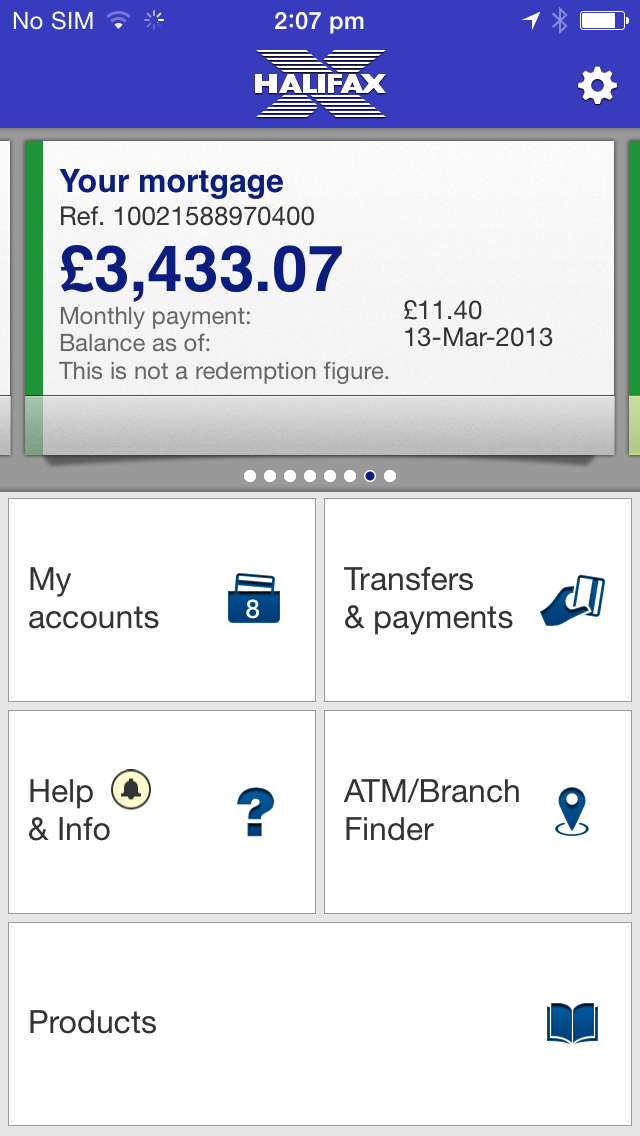 No SIM 2:07 pm
HALIFAX
Your mortgage
Ref. 10021588970400
£3,433.07
Monthly payment: £11.40
Balance as of: 13-Mar-2013
This is not a redemption figure.
My
accounts
8
Transfers
& payments
Help
& Info
?
ATM/Branch
Finder
Products